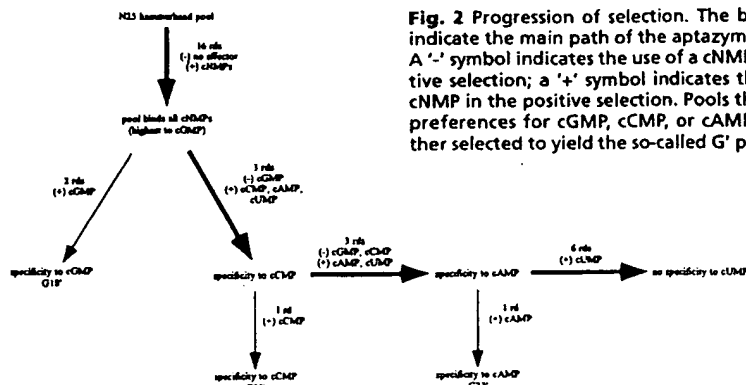 N25 hammerhead pool
Fig. 2 Progression of selection. The b
indicate the main path of the aptazym
A '-' symbol indicates the use of a cNMP
tive selection; a '+' symbol indicates th
cNMP in the positive selection. Pools th
preferences for cGMP, cCMP, or cAMP
ther selected to yield the so-called G' p
16 rds
(-) no effector
(+) cNMPs
pool binds all cNMPs
(highest to cGMP)
2 rds
(+) cGMP
3 rds
(-) cGMP
(+) cCMP, cAMP,
cUMP
specificity to cGMP
G18'
specificity to cCMP
3 rds
(-) cGMP, cCMP
(+) cAMP, cUMP
specificity to cAMP
6 rds
(+) cUMP
no specificity to cUMP
1 rd
(+) cCMP
1 rd
(+) cAMP
specificity to cCMP
specificity to cAMP